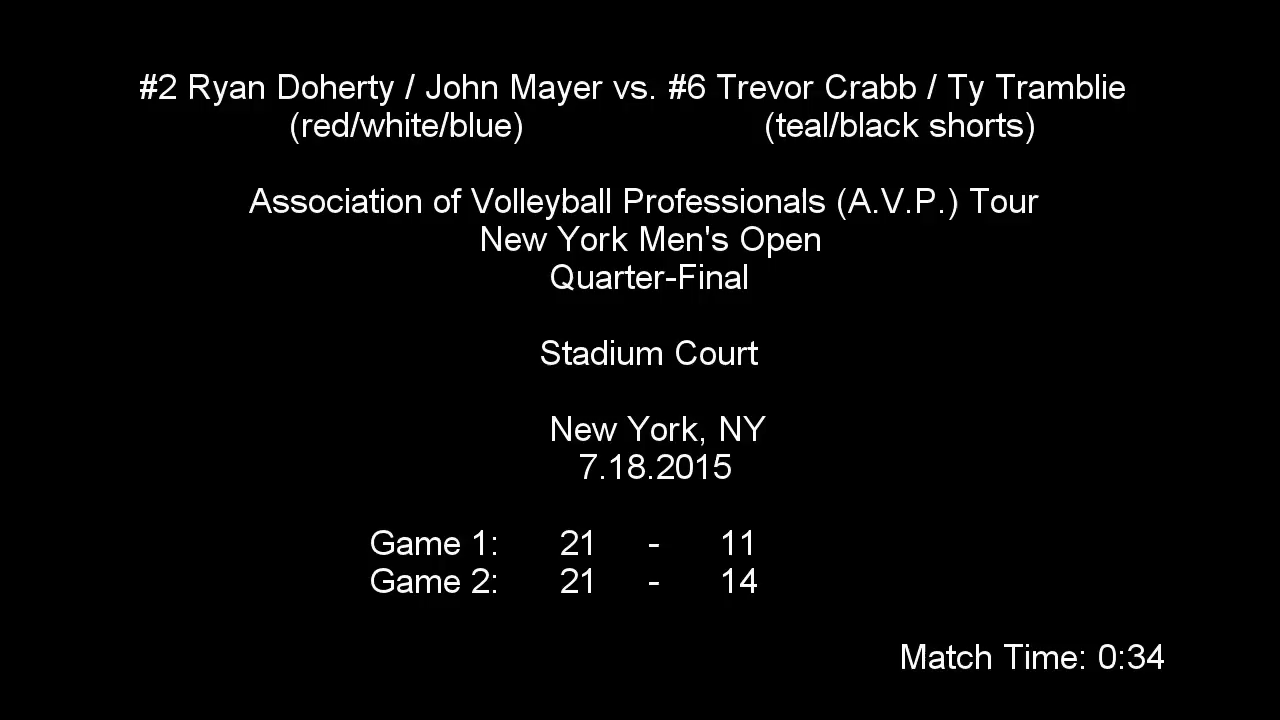 #2 Ryan Doherty / John Mayer vs. #6 Trevor Crabb / Ty Tramblie
(red/white/blue) (teal/black shorts)
Association of Volleyball Professionals (A.V.P.) Tour
New York Men's Open
Quarter-Final
Stadium Court
New York, NY
7.18.2015
Game 1: 21 - 11
Game 2: 21 - 14
Match Time: 0:34